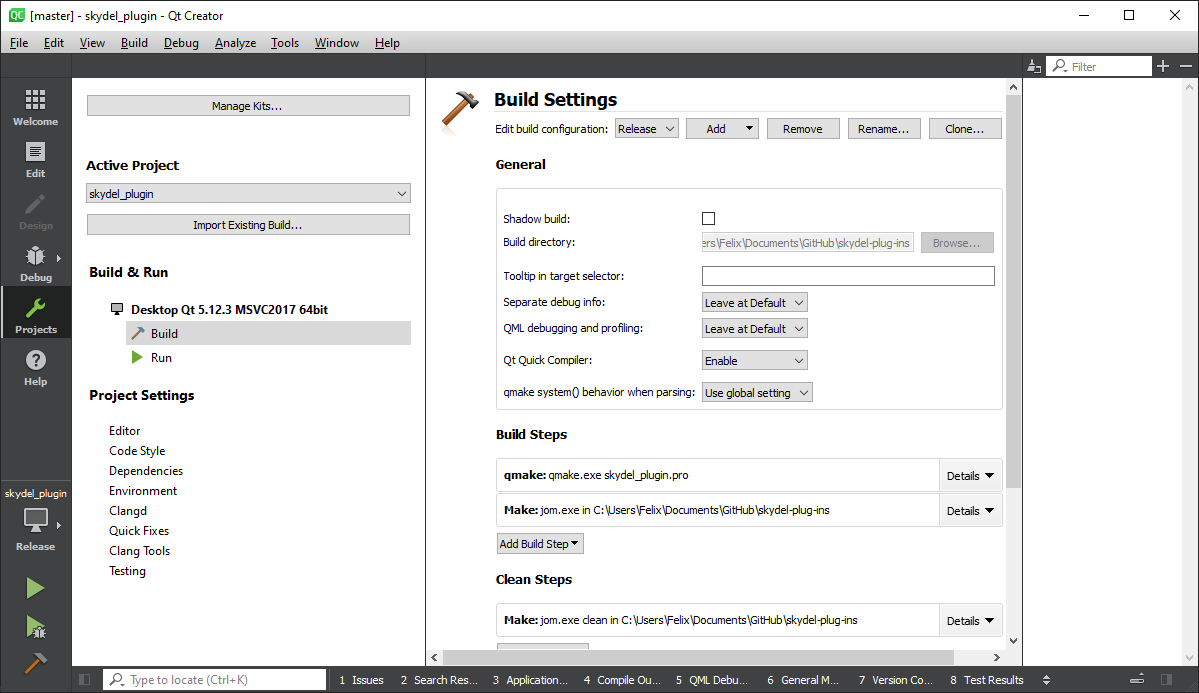 QC [master] - skydel_plugin - Qt Creator
File Edit View Build Debug Analyze Tools Window Help
Filter
Welcome
Edit
Design
Debug
Projects
Help
skydel_plugin
Release
Manage Kits...
Active Project
skydel_plugin
Import Existing Build...
Build & Run
Desktop Qt 5.12.3 MSVC2017 64bit
Build
Run
Project Settings
Editor
Code Style
Dependencies
Environment
Clangd
Quick Fixes
Clang Tools
Testing
Build Settings
Edit build configuration: Release Add Remove Rename... Clone...
General
Shadow build:
Build directory: ers\Felix\Documents\GitHub\skydel-plug-ins Browse...
Tooltip in target selector:
Separate debug info: Leave at Default
QML debugging and profiling: Leave at Default
Qt Quick Compiler: Enable
qmake system() behavior when parsing: Use global setting
Build Steps
qmake: qmake.exe skydel_plugin.pro Details
Make: jom.exe in C:\Users\Felix\Documents\GitHub\skydel-plug-ins Details
Add Build Step
Clean Steps
Make: jom.exe clean in C:\Users\Felix\Documents\GitHub\skydel-plug-ins Details
Type to locate (Ctrl+K) 1 Issues 2 Search Res... 3 Application... 4 Compile Ou... 5 QML Debu... 6 General M... 7 Version Co... 8 Test Results